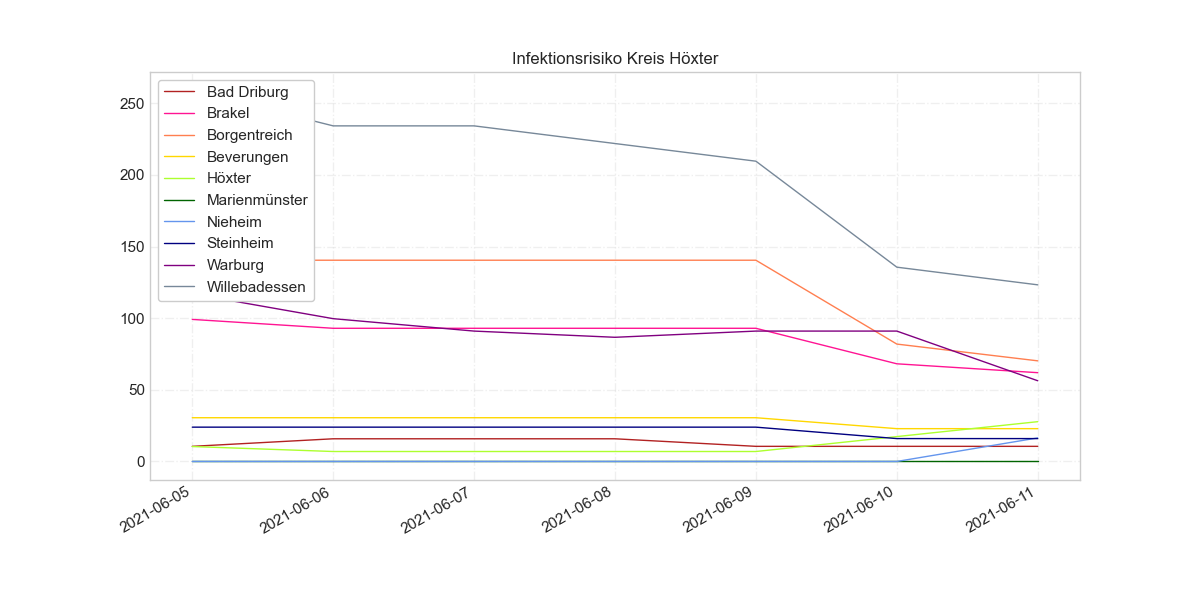 Infektionsrisiko Kreis Höxter
Bad Driburg
Brakel
Borgentreich
Beverungen
Höxter
Marienmünster
Nieheim
Steinheim
Warburg
Willebadessen
250
200
150
100
50
0
2021-06-05
2021-06-06
2021-06-07
2021-06-08
2021-06-09
2021-06-10
2021-06-11